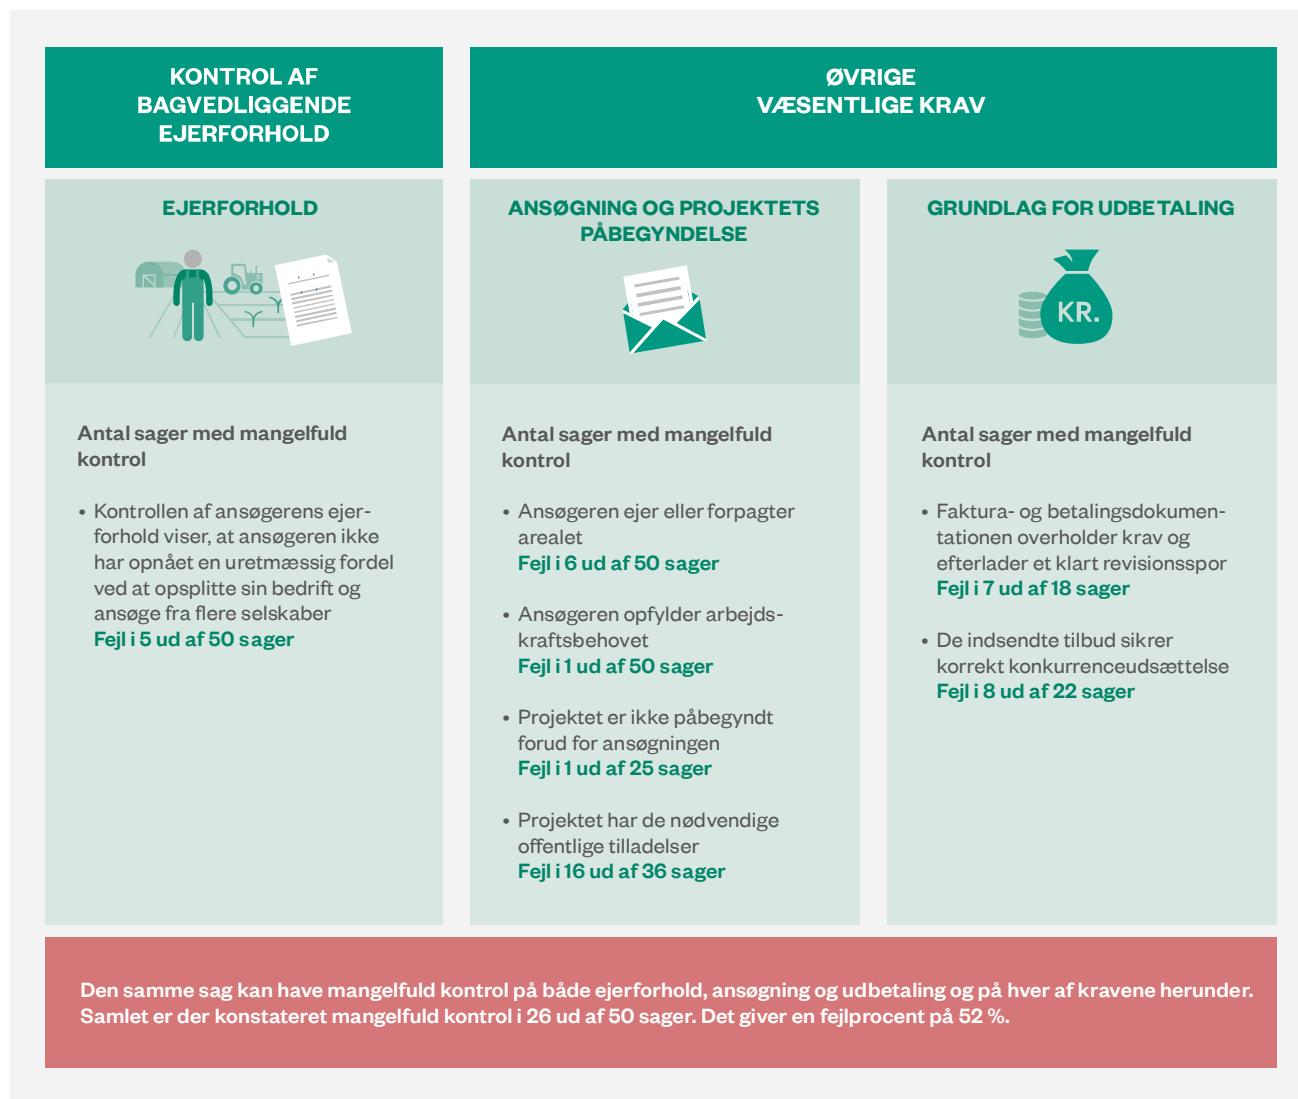 KONTROL AF
BAGVEDLIGGENDE
EJERFORHOLD
ØVRIGE
VÆSENTLIGE KRAV
EJERFORHOLD
Antal sager med mangelfuld
kontrol
• Kontrollen af ansøgerens ejer-
forhold viser, at ansøgeren ikke
har opnået en uretmæssig fordel
ved at opsplitte sin bedrift og
ansøge fra flere selskaber
Fejl i 5 ud af 50 sager
ANSØGNING OG PROJEKTETS
PÅBEGYNDELSE
Antal sager med mangelfuld
kontrol
• Ansøgeren ejer eller forpagter
arealet
Fejl i 6 ud af 50 sager
• Ansøgeren opfylder arbejds-
kraftsbehovet
Fejl i 1 ud af 50 sager
• Projektet er ikke påbegyndt
forud for ansøgningen
Fejl i 1 ud af 25 sager
• Projektet har de nødvendige
offentlige tilladelser
Fejl i 16 ud af 36 sager
GRUNDLAG FOR UDBETALING
KR.
Antal sager med mangelfuld
kontrol
• Faktura- og betalingsdokumen-
tationen overholder krav og
efterlader et klart revisionsspor
Fejl i 7 ud af 18 sager
• De indsendte tilbud sikrer
korrekt konkurrenceudsættelse
Fejl i 8 ud af 22 sager
Den samme sag kan have mangelfuld kontrol på både ejerforhold, ansøgning og udbetaling og på hver af kravene herunder.
Samlet er der konstateret mangelfuld kontrol i 26 ud af 50 sager. Det giver en fejlprocent på 52 %.